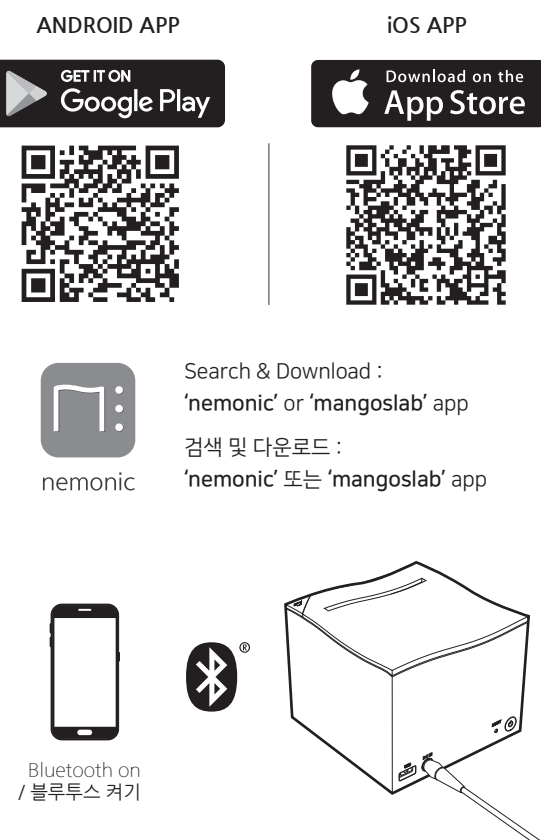 ANDROID APP
iOS APP
GET IT ON
Google Play
Download on the
App Store
nemonic
Search & Download :
'nemonic' or 'mangoslab' app
검색 및 다운로드 :
'nemonic' 또는 'mangoslab' app
®
Bluetooth on
/ 블루투스 켜기